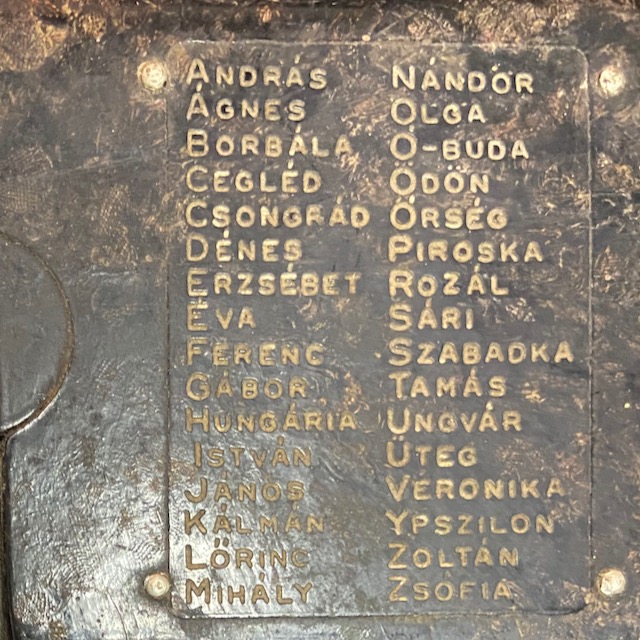 ANDRÁS
ÁGNES
BORBÁLA
CEGLÉD
CSONGRÁD
DÉNES
ERZSÉBET
ÉVA
FERENC
GÁBOR
HUNGÁRIA
ISTVÁN
JÁNOS
KÁLMÁN
LŐRINC
MIHÁLY
NÁNDOR
OLGA
Ó-BUDA
ÖDÖN
ŐRSÉG
PIROSKA
ROZÁL
SÁRI
SZABADKA
TAMÁS
UNGVÁR
ÜTEG
VERONIKA
YPSZILON
ZOLTÁN
ZSÓFIA